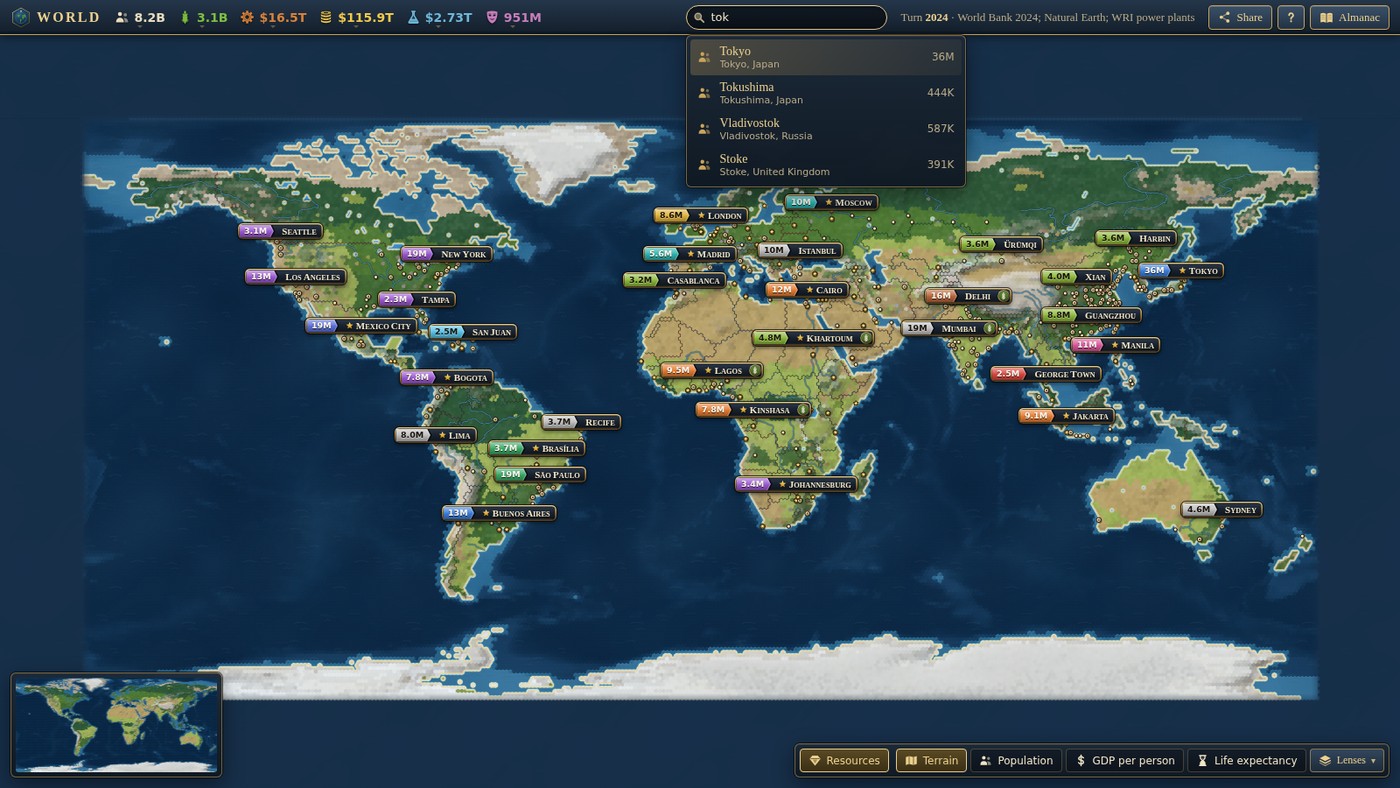 WORLD 8.2B 3.1B $16.5T $115.9T $2.73T 951M tok Turn 2024 · World Bank 2024; Natural Earth; WRI power plants Share ? Almanac
Tokyo 36M
Tokyo, Japan
Tokushima 444K
Tokushima, Japan
Vladivostok 587K
Vladivostok, Russia
Stoke 391K
Stoke, United Kingdom
10M MOSCOW
8.6M LONDON
3.1M SEATTLE
3.6M HARBIN
3.6M ÜRÜMQI
10M ISTANBUL
19M NEW YORK
5.6M MADRID
36M TOKYO
13M LOS ANGELES
4.0M XIAN
3.2M CASABLANCA
12M CAIRO
16M DELHI
2.3M TAMPA
8.8M GUANGZHOU
19M MEXICO CITY
19M MUMBAI
2.5M SAN JUAN
4.8M KHARTOUM
11M MANILA
9.5M LAGOS
2.5M GEORGE TOWN
7.8M BOGOTA
7.8M KINSHASA
9.1M JAKARTA
3.7M RECIFE
8.0M LIMA
3.7M BRASÍLIA
19M SÃO PAULO
3.4M JOHANNESBURG
4.6M SYDNEY
13M BUENOS AIRES
Resources Terrain Population $ GDP per person Life expectancy Lenses ▾